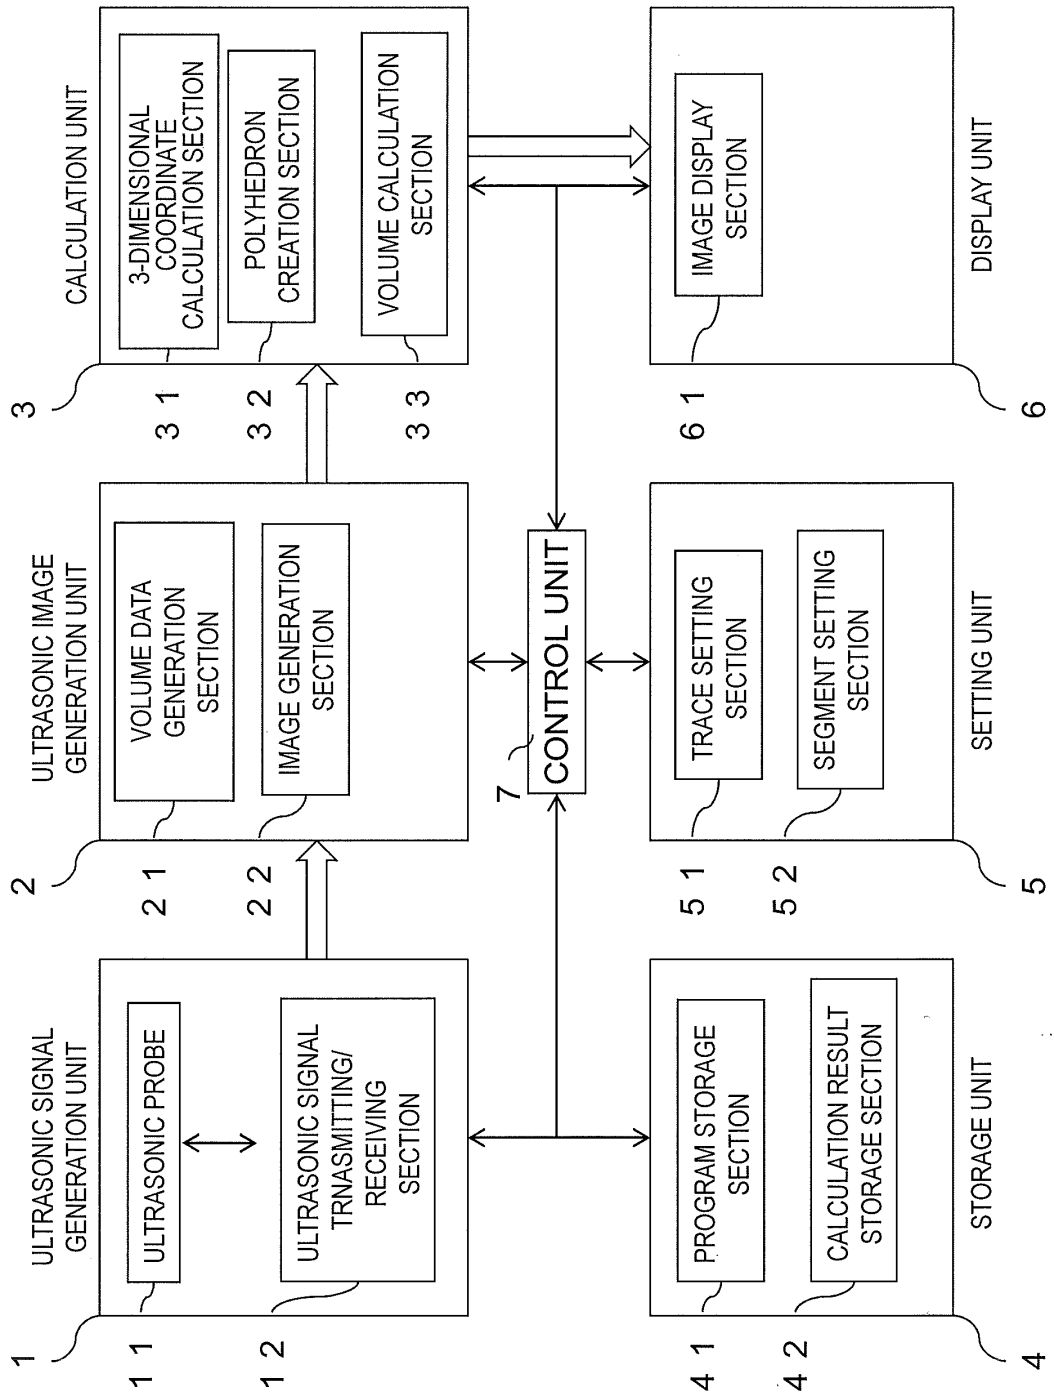 1
ULTRASONIC SIGNAL
GENERATION UNIT
1 1
ULTRASONIC PROBE
1 2
ULTRASONIC SIGNAL
TRNASMITTING/
RECEIVING
SECTION
2
ULTRASONIC IMAGE
GENERATION UNIT
2 1
VOLUME DATA
GENERATION
SECTION
2 2
IMAGE GENERATION
SECTION
3
CALCULATION UNIT
3 1
3-DIMENSIONAL
COORDINATE
CALCULATION SECTION
3 2
POLYHEDRON
CREATION SECTION
3 3
VOLUME CALCULATION
SECTION
7
CONTROL UNIT
4 1
PROGRAM STORAGE
SECTION
4 2
CALCULATION RESULT
STORAGE SECTION
STORAGE UNIT
4
5 1
TRACE SETTING
SECTION
5 2
SEGMENT SETTING
SECTION
SETTING UNIT
5
6 1
IMAGE DISPLAY
SECTION
DISPLAY UNIT
6